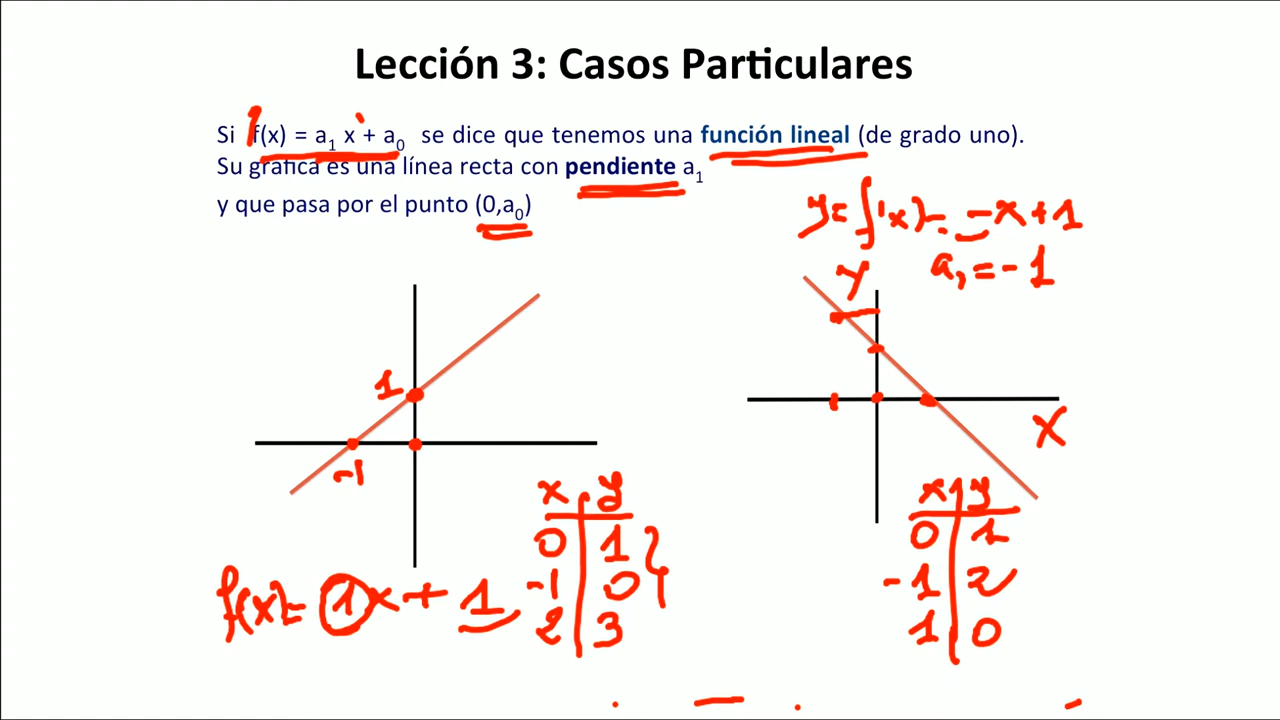 Lección 3: Casos Particulares
Si f(x) = a₁ x + a₀ se dice que tenemos una función lineal (de grado uno).
Su gráfica es una línea recta con pendiente a₁
y que pasa por el punto (0,a₀)
y = f(x) = -x+1
a₁ = -1
y
1
-1
x
x y
0 1
-1 0
2 3
f(x) = 1x + 1
x y
0 1
-1 2
1 0